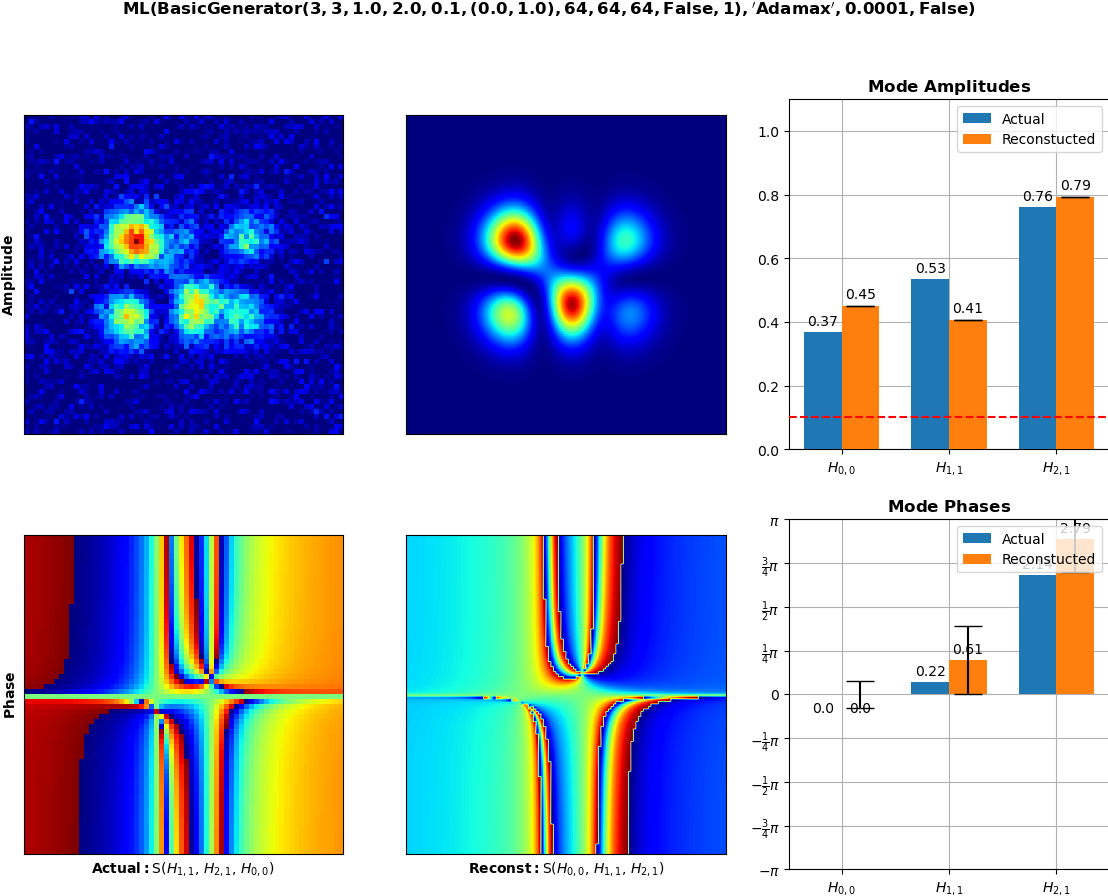 ML(BasicGenerator(3, 3, 1.0, 2.0, 0.1, (0.0, 1.0), 64, 64, 64, False, 1), ′Adamax′, 0.0001, False)
Amplitude
Mode Amplitudes
Actual
Reconstucted
1.0
0.8
0.6
0.4
0.2
0.0
0.37
0.45
0.53
0.41
0.76
0.79
H0,0
H1,1
H2,1
Phase
Actual: S(H1,1, H2,1, H0,0)
Reconst: S(H0,0, H1,1, H2,1)
Mode Phases
Actual
Reconstucted
π
3/4π
1/2π
1/4π
0
−1/4π
−1/2π
−3/4π
−π
0.0
0.0
0.22
0.61
2.14
2.79
H0,0
H1,1
H2,1